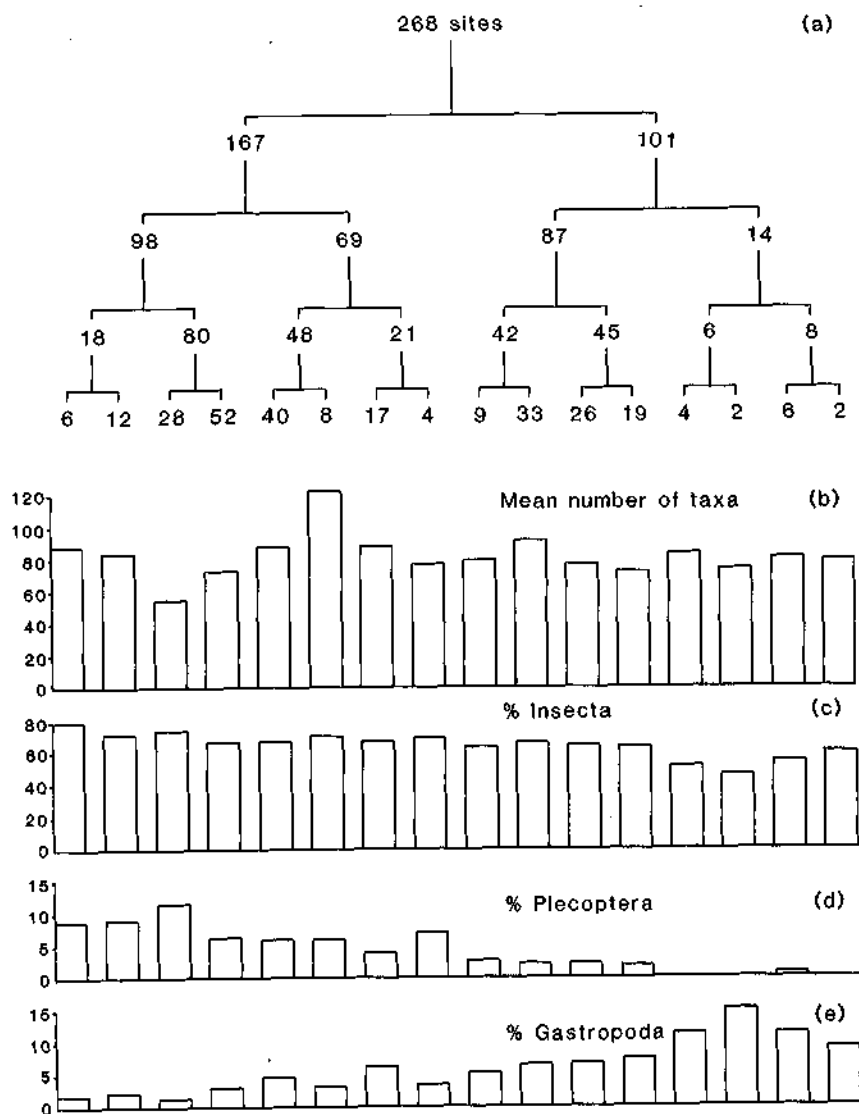 268 sites (a)
167 101
98 69 87 14
18 80 48 21 42 45 6 8
6 12 28 52 40 8 17 4 9 33 26 19 4 2 6 2
Mean number of taxa (b)
120
100
80
60
40
20
0
% Insecta (c)
80
60
40
20
0
% Plecoptera (d)
15
10
5
0
% Gastropoda (e)
15
10
5
0